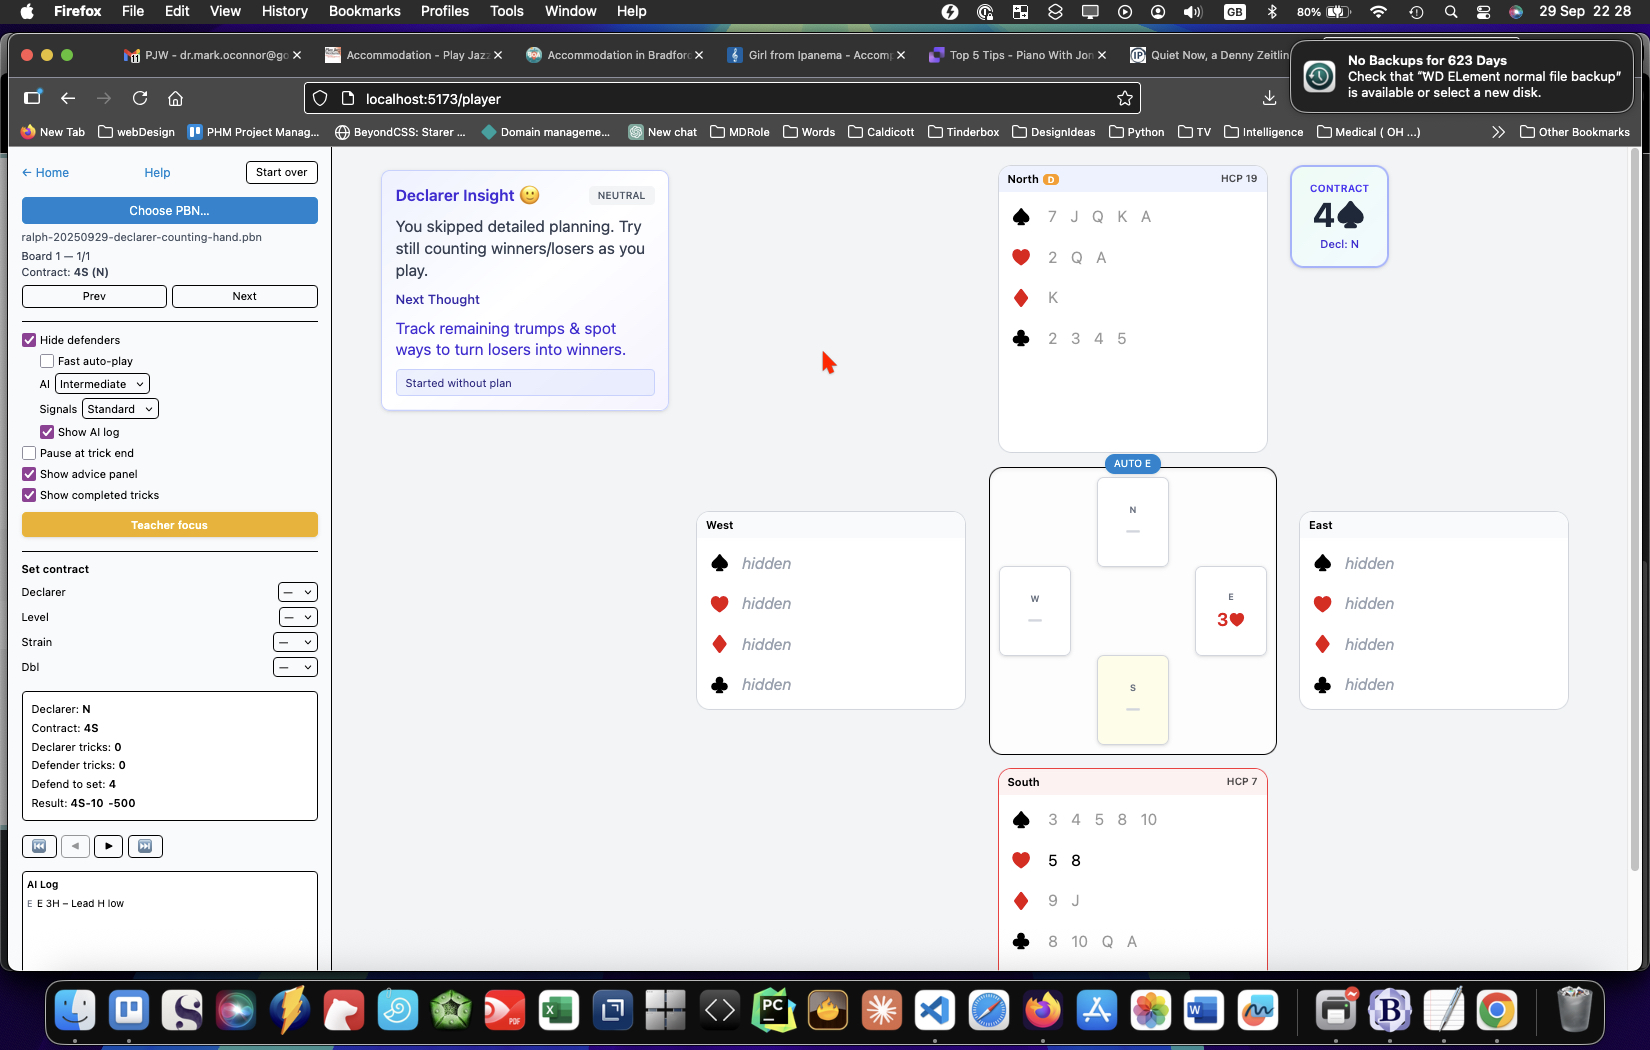 Firefox File Edit View History Bookmarks Profiles Tools Window Help GB 80% 29 Sep 22 28
PJW - dr.mark.oconnor@go
Accommodation - Play Jazz
Accommodation in Bradford
Girl from Ipanema - Accomp
Top 5 Tips - Piano With Jon
Quiet Now, a Denny Zeitlin
No Backups for 623 Days
Check that “WD ELement normal file backup”
is available or select a new disk.
localhost:5173/player
New Tab webDesign PHM Project Manag... BeyondCSS: Starer ... Domain manageme... New chat MDRole Words Caldicott Tinderbox DesignIdeas Python TV Intelligence Medical ( OH ...) Other Bookmarks
← Home Help Start over
Choose PBN...
ralph-20250929-declarer-counting-hand.pbn
Board 1 — 1/1
Contract: 4S (N)
Prev Next
Hide defenders
Fast auto-play
AI Intermediate
Signals Standard
Show AI log
Pause at trick end
Show advice panel
Show completed tricks
Teacher focus
Set contract
Declarer —
Level —
Strain —
Dbl —
Declarer: N
Contract: 4S
Declarer tricks: 0
Defender tricks: 0
Defend to set: 4
Result: 4S-10 -500
AI Log
E E 3H – Lead H low
Declarer Insight 🙂 NEUTRAL
You skipped detailed planning. Try
still counting winners/losers as you
play.
Next Thought
Track remaining trumps & spot
ways to turn losers into winners.
Started without plan
North D HCP 19
♠ 7 J Q K A
♥ 2 Q A
♦ K
♣ 2 3 4 5
CONTRACT
4♠
Decl: N
AUTO E
N
—
W
—
E
3♥
S
—
West
♠ hidden
♥ hidden
♦ hidden
♣ hidden
East
♠ hidden
♥ hidden
♦ hidden
♣ hidden
South HCP 7
♠ 3 4 5 8 10
♥ 5 8
♦ 9 J
♣ 8 10 Q A